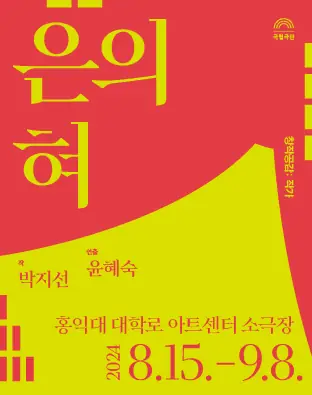 국립극단
은의
혀
창작공감: 작가
작
박지선
연출
윤혜숙
홍익대 대학로 아트센터 소극장
2024
8.15.–9.8.